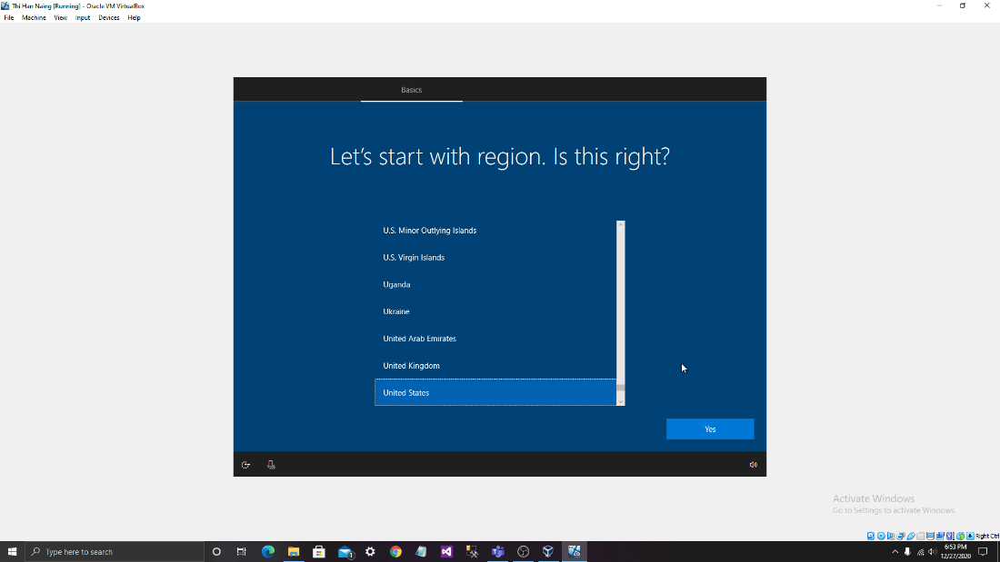 Thi Han Naing [Running] - Oracle VM VirtualBox
File Machine View Input Devices Help
Basics
Let's start with region. Is this right?
U.S. Minor Outlying Islands
U.S. Virgin Islands
Uganda
Ukraine
United Arab Emirates
United Kingdom
United States
Yes
Activate Windows
Go to Settings to activate Windows.
Right Ctrl
Type here to search
6:53 PM
12/27/2020